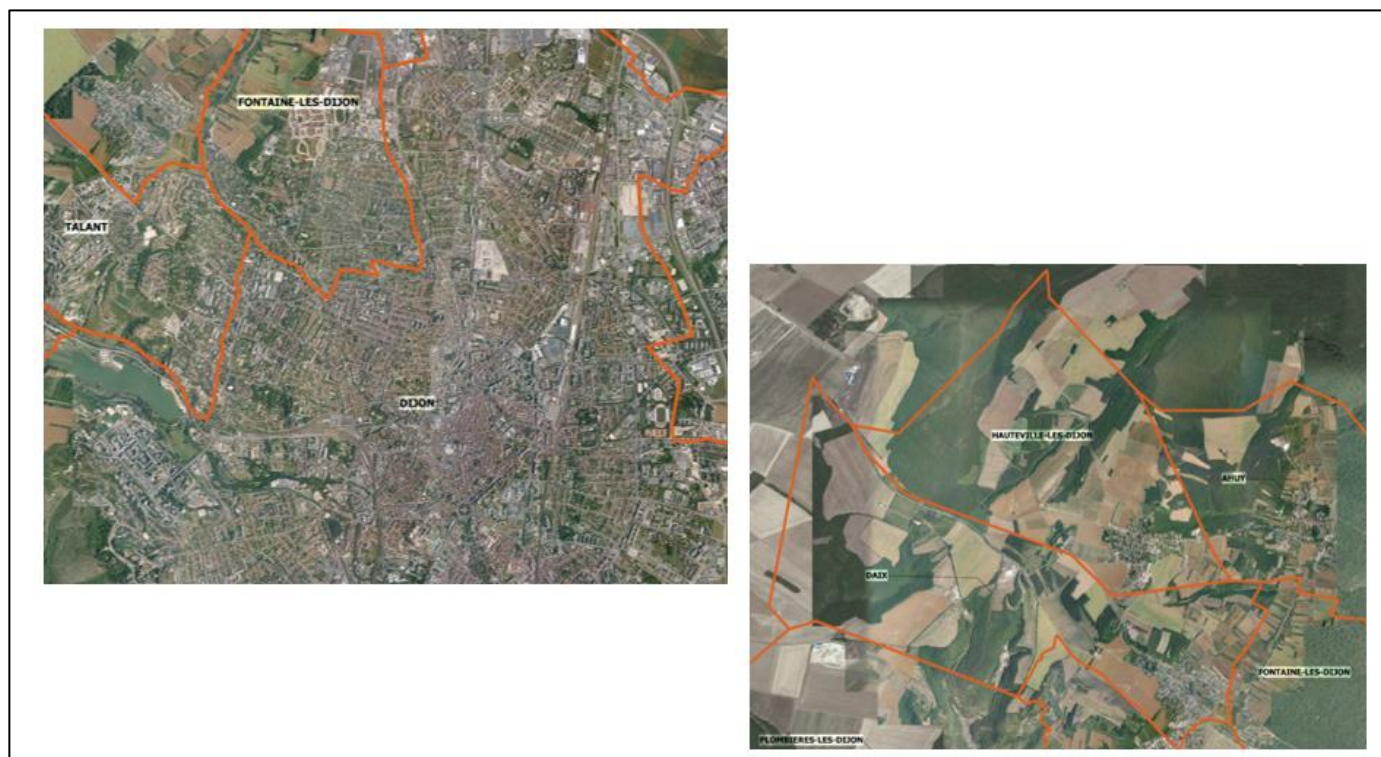 FONTAINE-LES-DIJON
TALANT
DIJON
HAUTEVILLE-LES-DIJON
AHUY
DAIX
FONTAINE-LES-DIJON
PLOMBIERES-LES-DIJON